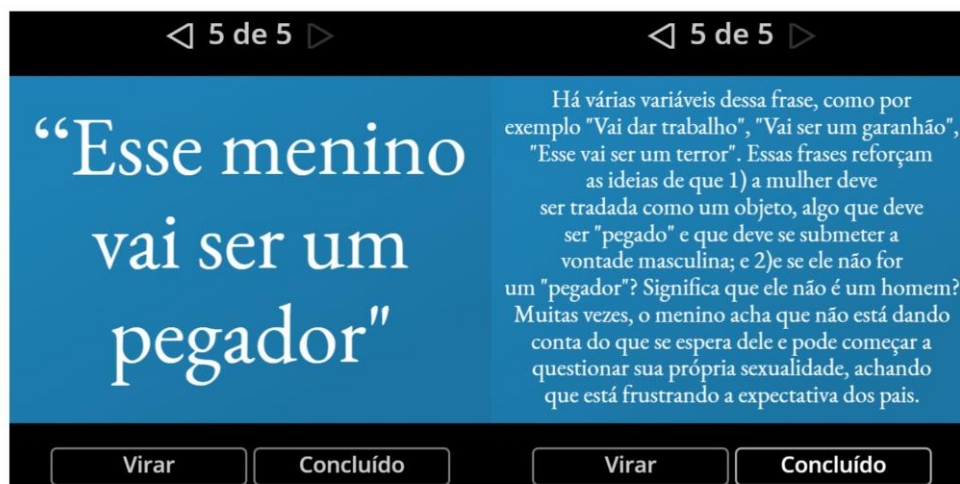 ◁ 5 de 5 ▷
“Esse menino
vai ser um
pegador"
Virar
Concluído
◁ 5 de 5 ▷
Há várias variáveis dessa frase, como por
exemplo "Vai dar trabalho", "Vai ser um garanhão",
"Esse vai ser um terror". Essas frases reforçam
as ideias de que 1) a mulher deve
ser tradada como um objeto, algo que deve
ser "pegado" e que deve se submeter a
vontade masculina; e 2)e se ele não for
um "pegador"? Significa que ele não é um homem?
Muitas vezes, o menino acha que não está dando
conta do que se espera dele e pode começar a
questionar sua própria sexualidade, achando
que está frustrando a expectativa dos pais.
Virar
Concluído